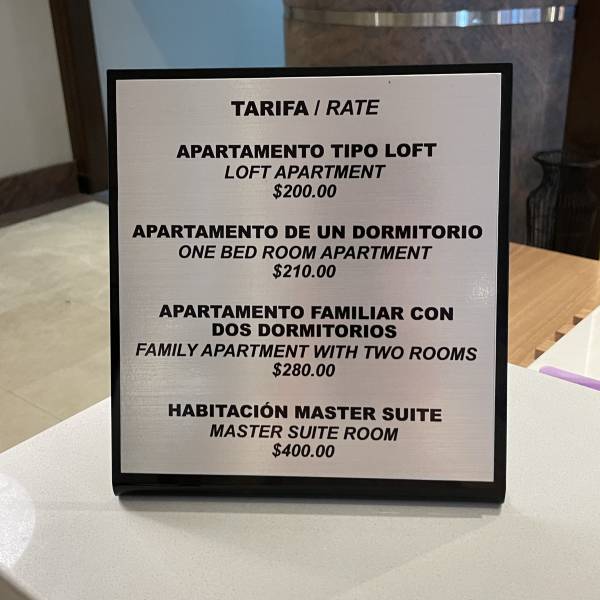 TARIFA / RATE
APARTAMENTO TIPO LOFT
LOFT APARTMENT
$200.00
APARTAMENTO DE UN DORMITORIO
ONE BED ROOM APARTMENT
$210.00
APARTAMENTO FAMILIAR CON
DOS DORMITORIOS
FAMILY APARTMENT WITH TWO ROOMS
$280.00
HABITACIÓN MASTER SUITE
MASTER SUITE ROOM
$400.00